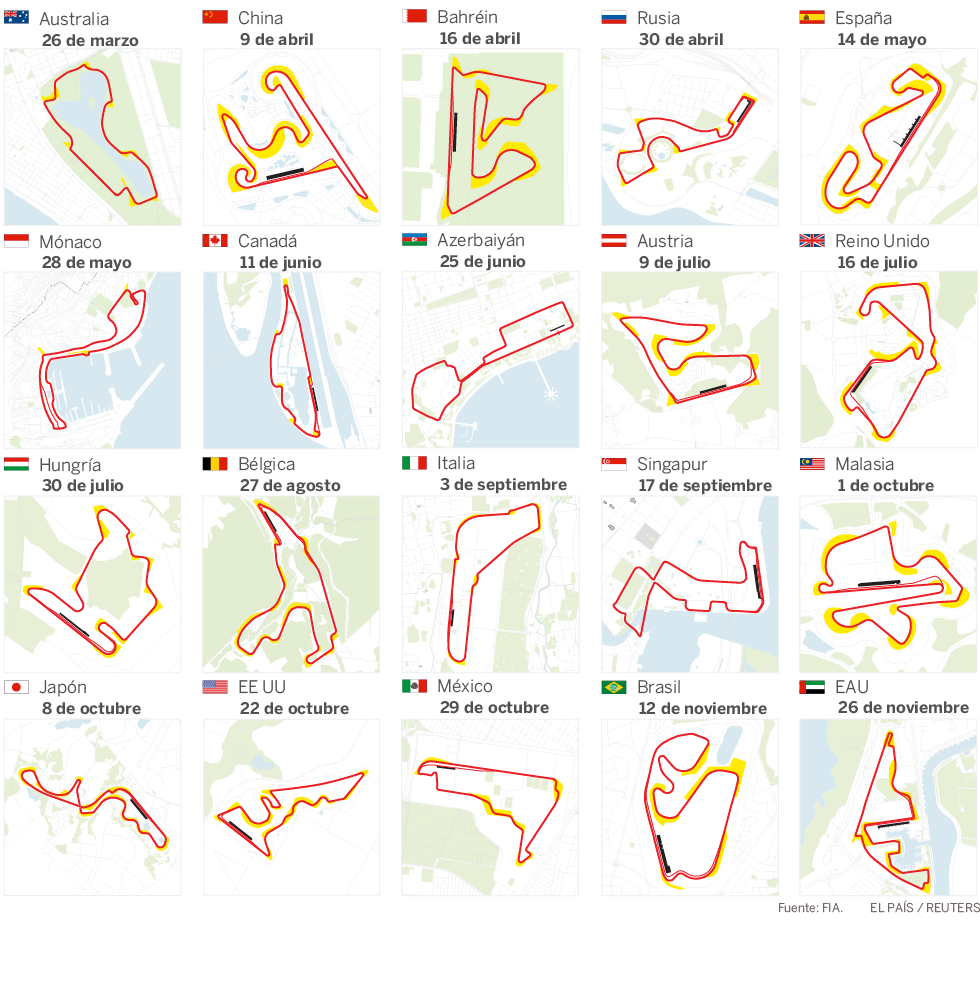 Australia
26 de marzo
China
9 de abril
Bahréin
16 de abril
Rusia
30 de abril
España
14 de mayo
Mónaco
28 de mayo
Canadá
11 de junio
Azerbaiyán
25 de junio
Austria
9 de julio
Reino Unido
16 de julio
Hungría
30 de julio
Bélgica
27 de agosto
Italia
3 de septiembre
Singapur
17 de septiembre
Malasia
1 de octubre
Japón
8 de octubre
EE UU
22 de octubre
México
29 de octubre
Brasil
12 de noviembre
EAU
26 de noviembre
Fuente: FIA. EL PAÍS / REUTERS